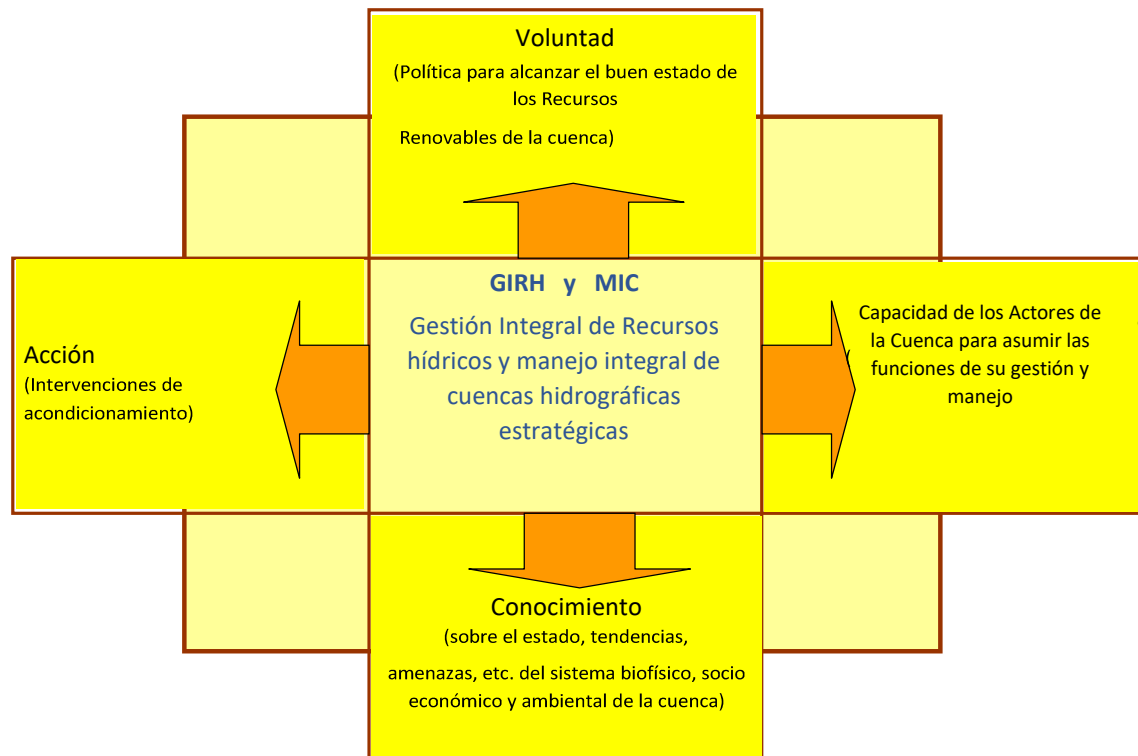 Voluntad
(Política para alcanzar el buen estado de
los Recursos
Renovables de la cuenca)
GIRH y MIC
Gestión Integral de Recursos
hídricos y manejo integral de
cuencas hidrográficas
estratégicas
Acción
(Intervenciones de
acondicionamiento)
Capacidad de los Actores de
la Cuenca para asumir las
( funciones de su gestión y
manejo
Conocimiento
(sobre el estado, tendencias,
amenazas, etc. del sistema biofísico, socio
económico y ambiental de la cuenca)